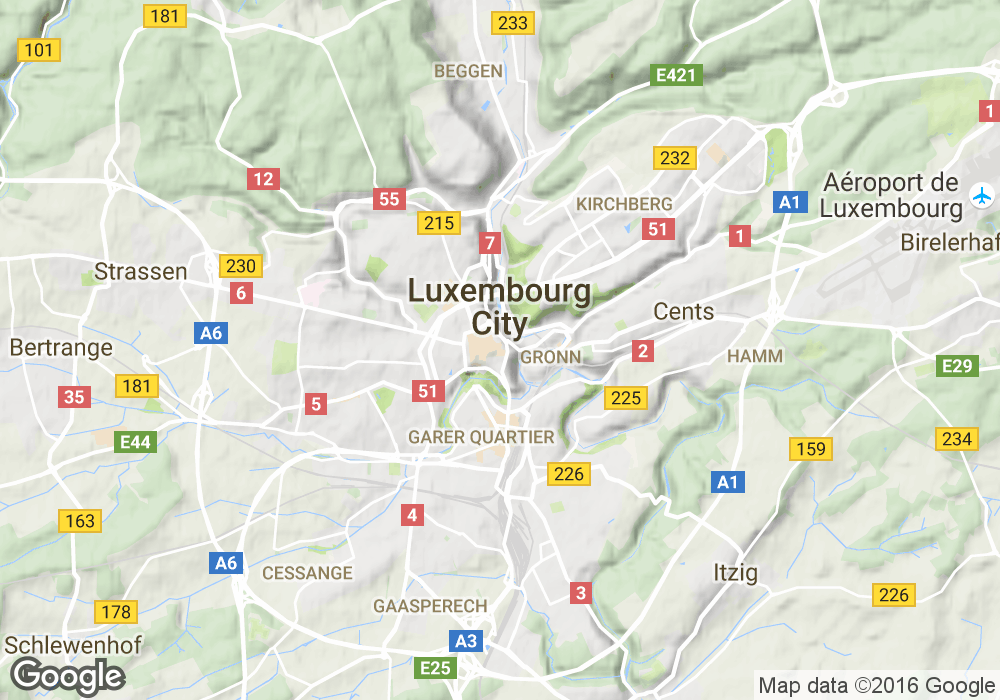 181
233
101
BEGGEN
E421
1
232
12
Aéroport de
Luxembourg
55
KIRCHBERG
A1
215
51
1
7
Birelerhaf
Strassen
230
6
Luxembourg
City
Cents
A6
Bertrange
GRONN
2
HAMM
E29
181
35
51
5
225
GARER QUARTIER
E44
234
159
226
A1
163
4
A6
CESSANGE
Itzig
3
226
GAASPERECH
178
Schlewenhof
A3
E25
Google
Map data ©2016 Google